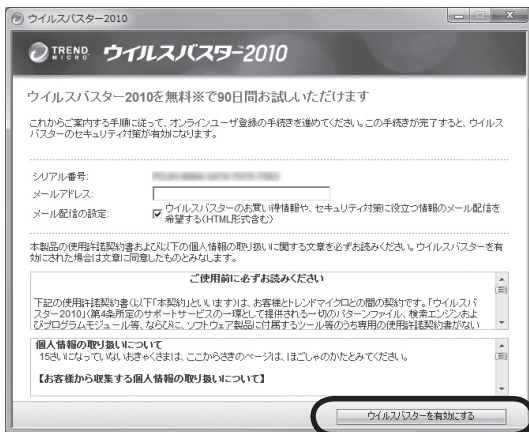 ウイルスバスター2010
TREND MICRO ウイルスバスター2010
ウイルスバスター2010を無料※で90日間お試しいただけます
これからご案内する手順に従って、オンラインユーザ登録の手続きを進めてください。この手続きが完了すると、ウイルス
バスターのセキュリティ対策が有効になります。
シリアル番号:
メールアドレス:
メール配信の設定:
ウイルスバスターのお買い得情報や、セキュリティ対策に役立つ情報のメール配信を
希望する(HTML形式含む)
本製品の使用許諾契約書および以下の個人情報の取り扱いに関する文章を必ずお読みください。ウイルスバスターを有
効にされた場合は文章に同意したものとみなします。
ご使用前に必ずお読みください
下記の使用許諾契約書(以下「本契約」といいます)は、お客様とトレンドマイクロとの間の契約です。「ウイルスバ
スター2010」(第4条所定のサポートサービスの一環として提供される一切のパターンファイル、検索エンジンおよ
びプログラムモジュール等、ならびに、ソフトウェア製品に付属するツール等のうち専用の使用許諾契約書がない
個人情報の取り扱いについて
15さいになっていないおきゃくさまは、ここからさきのページは、ほごしゃのかたとみてください。
【お客様から収集する個人情報の取り扱いについて】
ウイルスバスターを有効にする